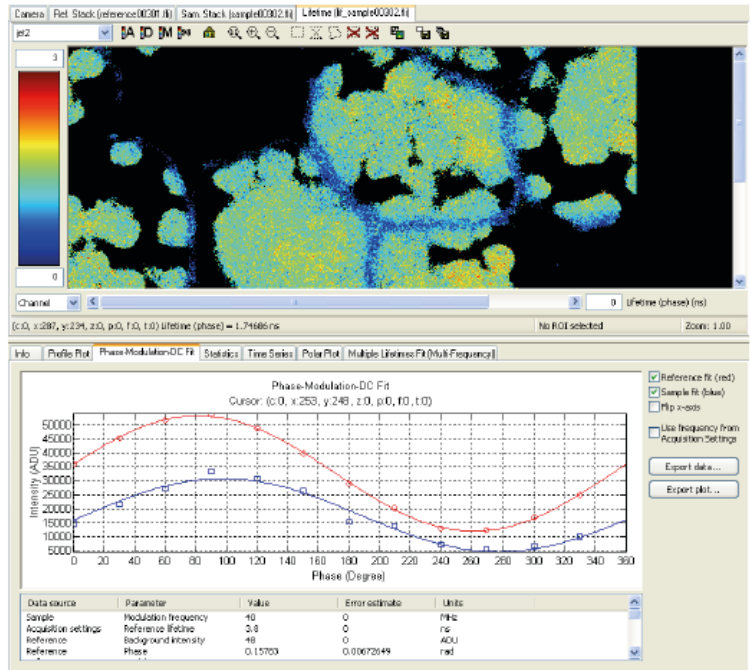 Camera Ref. Stack (reference00301.fli) Sam. Stack (sample00302.fli) Lifetime (lit_sample00302.fli)
jet2
3
0
Channel 0 Lifetime (phase) (ns)
(c:0, x:287, y:234, z:0, p:0, f:0, t:0) Lifetime (phase) = 1.74686 ns No ROI selected Zoom: 1.00
Info Profile Plot Phase-Modulation-DC Fit Statistics Time Series Polar Plot Multiple Lifetimes Fit (Multi-Frequency)
Phase-Modulation-DC Fit
Cursor: (c:0, x:253, y:248, z:0, p:0, f:0, t:0)
Reference fit (red)
Sample fit (blue)
Flip x-axis
Use frequency from
Acquisition Settings
Export data...
Export plot...
Intensity (ADU)
50000
45000
40000
35000
30000
25000
20000
15000
10000
5000
0 20 40 60 80 100 120 140 160 180 200 220 240 260 280 300 320 340 360
Phase (Degree)
Data source Parameter Value Error estimate Units
Sample Modulation frequency 40 0 MHz
Acquisition settings Reference lifetime 3.8 0 ns
Reference Background intensity 48 0 ADU
Reference Phase 0.15763 0.00672649 rad